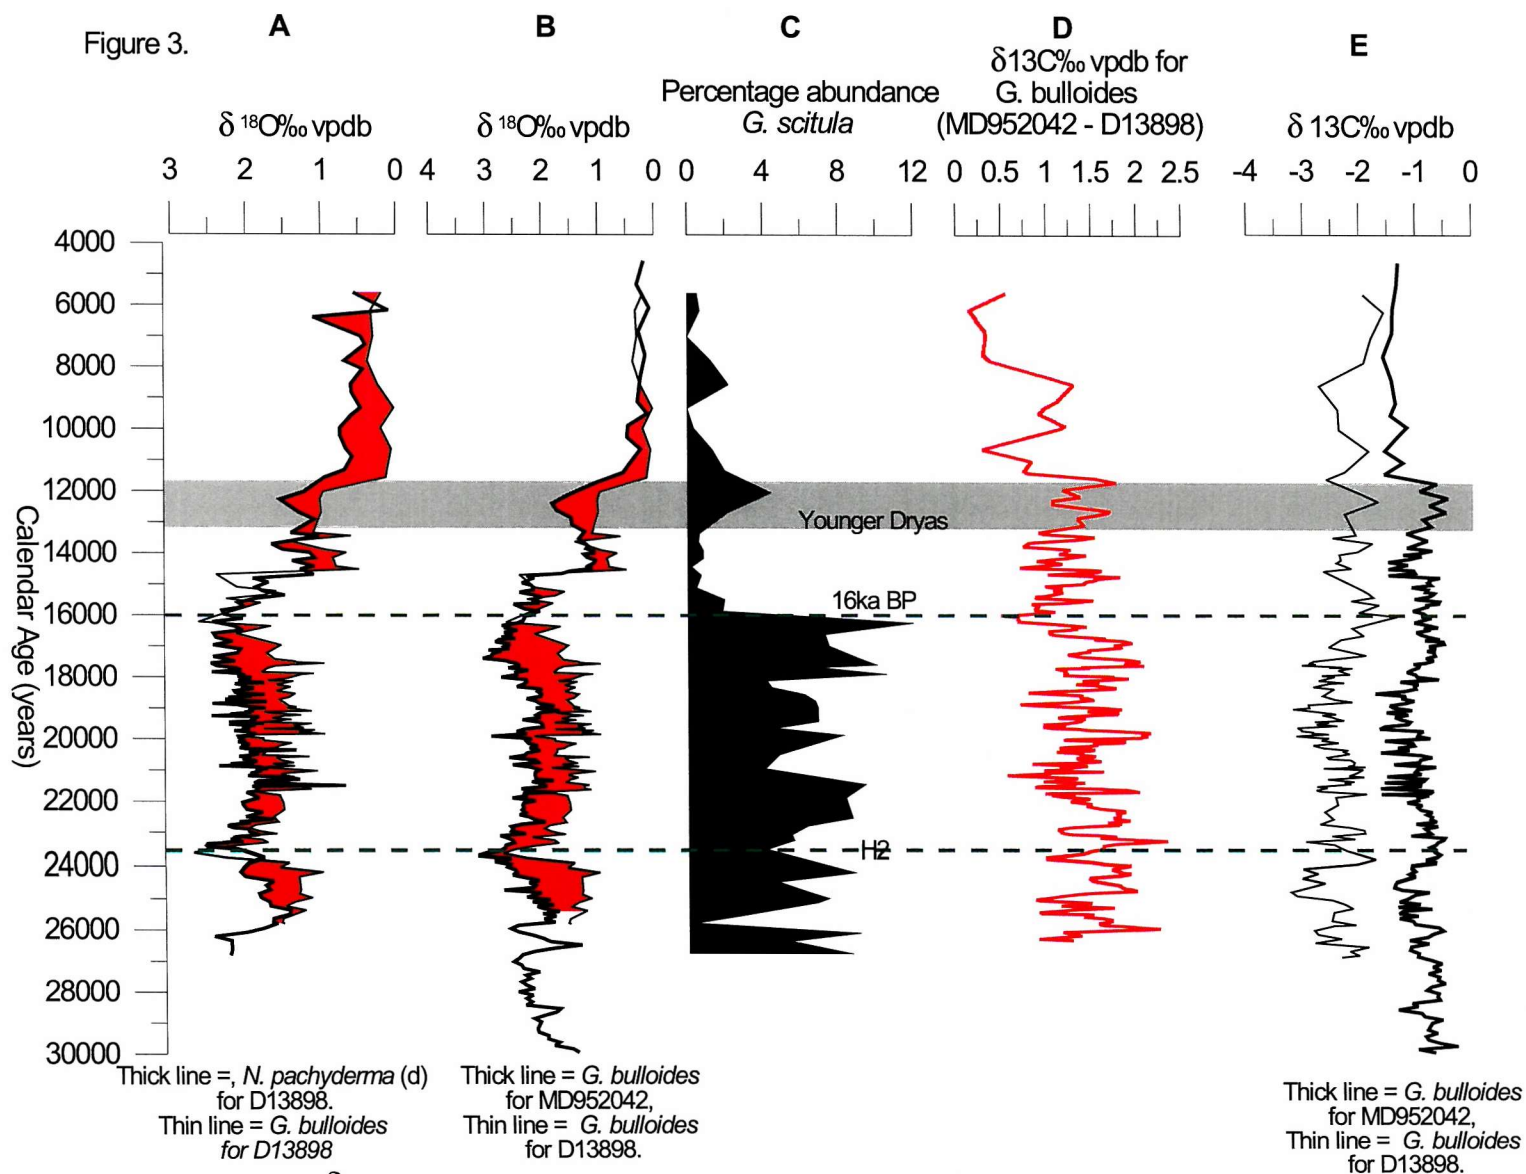 Figure 3.
A
B
C
D
E
δ ¹⁸O‰ vpdb
δ ¹⁸O‰ vpdb
Percentage abundance
G. scitula
δ13C‰ vpdb for
G. bulloides
(MD952042 - D13898)
δ 13C‰ vpdb
3 2 1 0
4 3 2 1 0
0 4 8 12
0 0.5 1 1.5 2 2.5
-4 -3 -2 -1 0
Calendar Age (years)
4000
6000
8000
10000
12000
14000
16000
18000
20000
22000
24000
26000
28000
30000
Younger Dryas
16ka BP
H2
Thick line =, N. pachyderma (d)
for D13898.
Thin line = G. bulloides
for D13898
Thick line = G. bulloides
for MD952042,
Thin line = G. bulloides
for D13898.
Thick line = G. bulloides
for MD952042,
Thin line = G. bulloides
for D13898.